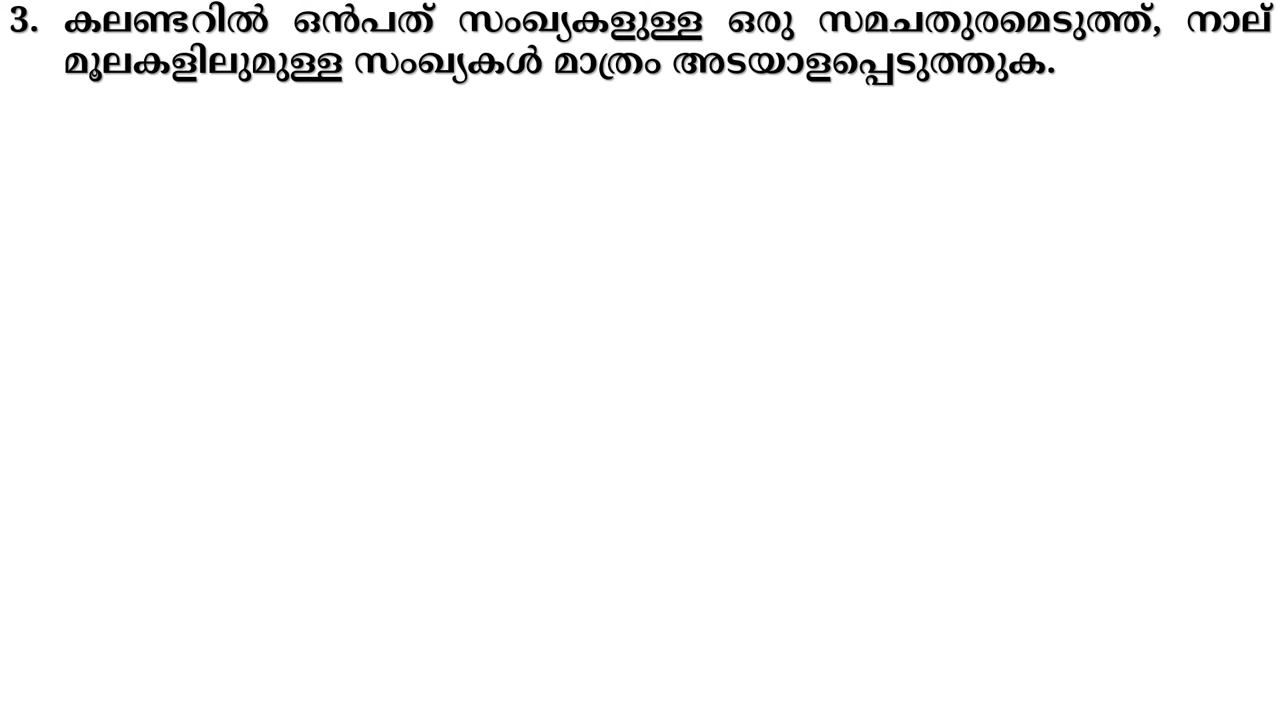 3. കലണ്ടറിൽ ഒൻപത് സംഖ്യകളുള്ള ഒരു സമചതുരമെടുത്ത്, നാല്
മൂലകളിലുമുള്ള സംഖ്യകൾ മാത്രം അടയാളപ്പെടുത്തുക.